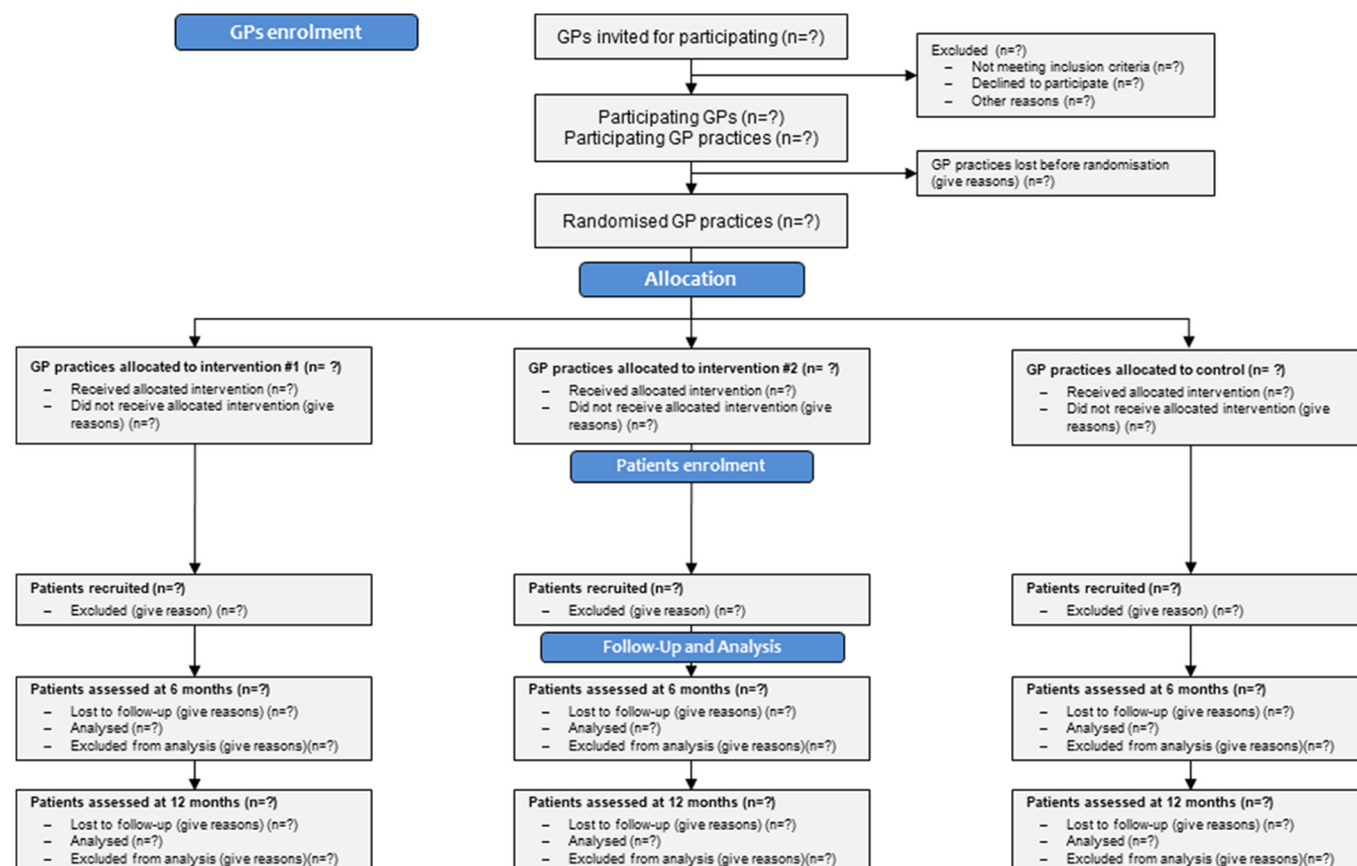 GPs enrolment
GPs invited for participating (n=?)
Excluded (n=?)
– Not meeting inclusion criteria (n=?)
– Declined to participate (n=?)
– Other reasons (n=?)
Participating GPs (n=?)
Participating GP practices (n=?)
GP practices lost before randomisation
(give reasons) (n=?)
Randomised GP practices (n=?)
Allocation
GP practices allocated to intervention #1 (n= ?)
– Received allocated intervention (n=?)
– Did not receive allocated intervention (give
reasons) (n=?)
GP practices allocated to intervention #2 (n= ?)
– Received allocated intervention (n=?)
– Did not receive allocated intervention (give
reasons) (n=?)
GP practices allocated to control (n= ?)
– Received allocated intervention (n=?)
– Did not receive allocated intervention (give
reasons) (n=?)
Patients enrolment
Patients recruited (n=?)
– Excluded (give reason) (n=?)
Patients recruited (n=?)
– Excluded (give reason) (n=?)
Patients recruited (n=?)
– Excluded (give reason) (n=?)
Follow-Up and Analysis
Patients assessed at 6 months (n=?)
– Lost to follow-up (give reasons) (n=?)
– Analysed (n=?)
– Excluded from analysis (give reasons)(n=?)
Patients assessed at 6 months (n=?)
– Lost to follow-up (give reasons) (n=?)
– Analysed (n=?)
– Excluded from analysis (give reasons)(n=?)
Patients assessed at 6 months (n=?)
– Lost to follow-up (give reasons) (n=?)
– Analysed (n=?)
– Excluded from analysis (give reasons)(n=?)
Patients assessed at 12 months (n=?)
– Lost to follow-up (give reasons) (n=?)
– Analysed (n=?)
– Excluded from analysis (give reasons)(n=?)
Patients assessed at 12 months (n=?)
– Lost to follow-up (give reasons) (n=?)
– Analysed (n=?)
– Excluded from analysis (give reasons)(n=?)
Patients assessed at 12 months (n=?)
– Lost to follow-up (give reasons) (n=?)
– Analysed (n=?)
– Excluded from analysis (give reasons)(n=?)